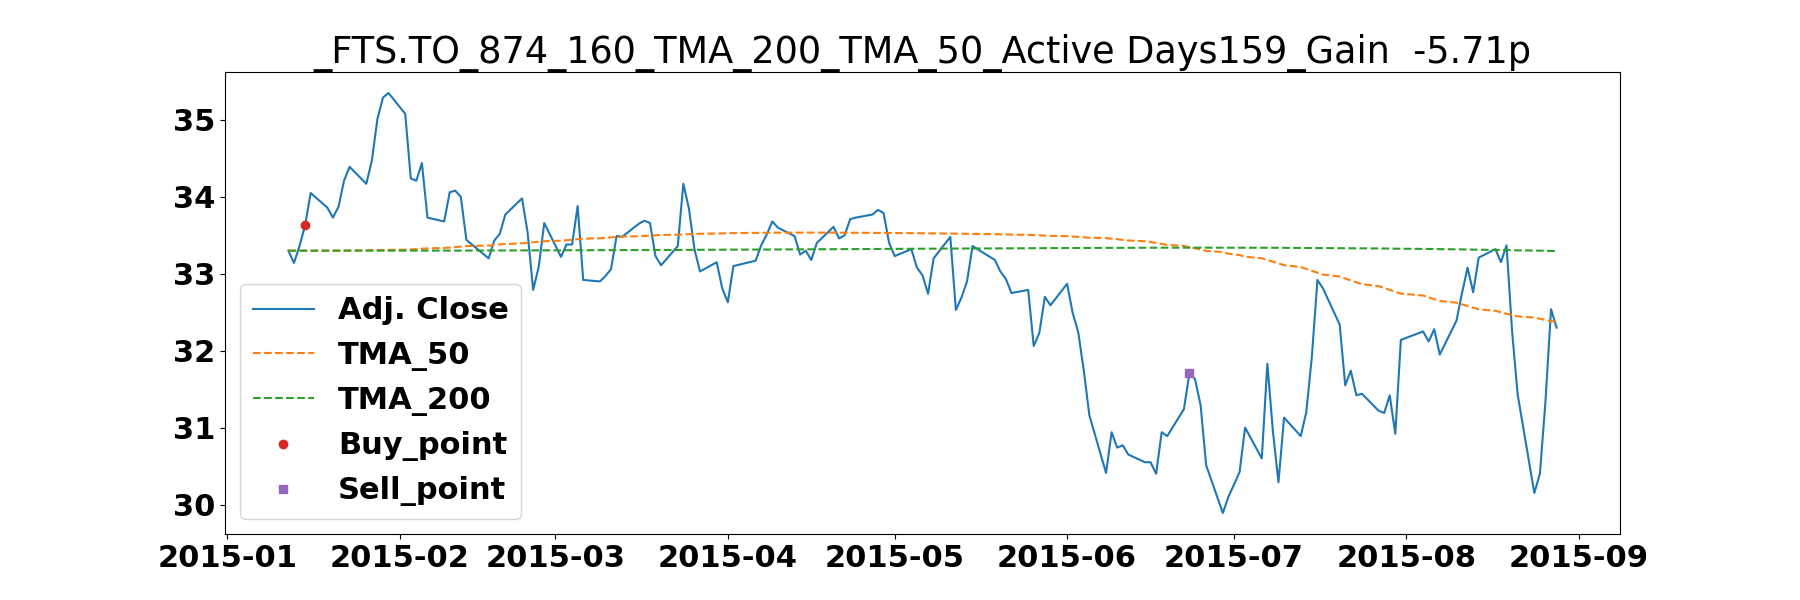 _FTS.TO_874_160_TMA_200_TMA_50_Active Days159_Gain  -5.71p
35
34
33
32
31
30
Adj. Close
TMA_50
TMA_200
Buy_point
Sell_point
2015-01 2015-02 2015-03 2015-04 2015-05 2015-06 2015-07 2015-08 2015-09